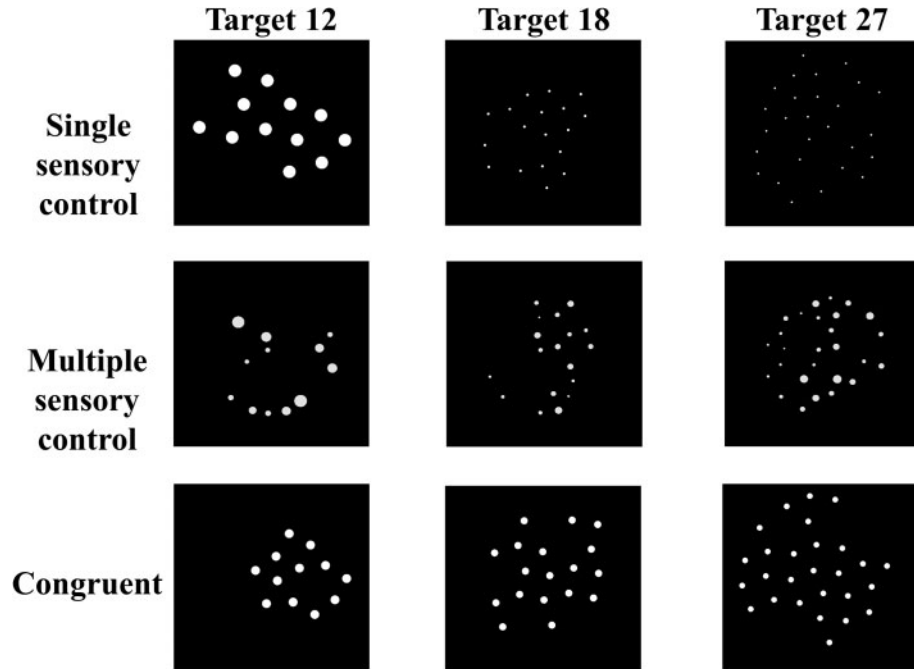 Target 12 Target 18 Target 27
Single
sensory
control
Multiple
sensory
control
Congruent